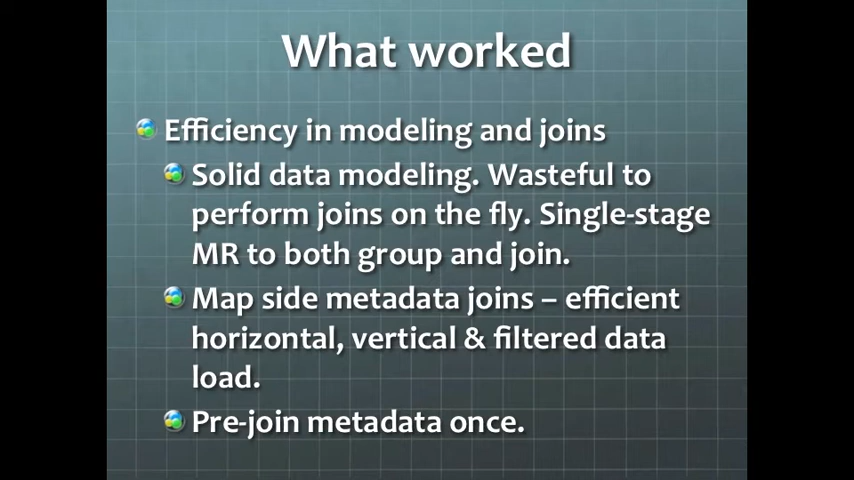 What worked
Efficiency in modeling and joins
Solid data modeling. Wasteful to
perform joins on the fly. Single-stage
MR to both group and join.
Map side metadata joins – efficient
horizontal, vertical & filtered data
load.
Pre-join metadata once.